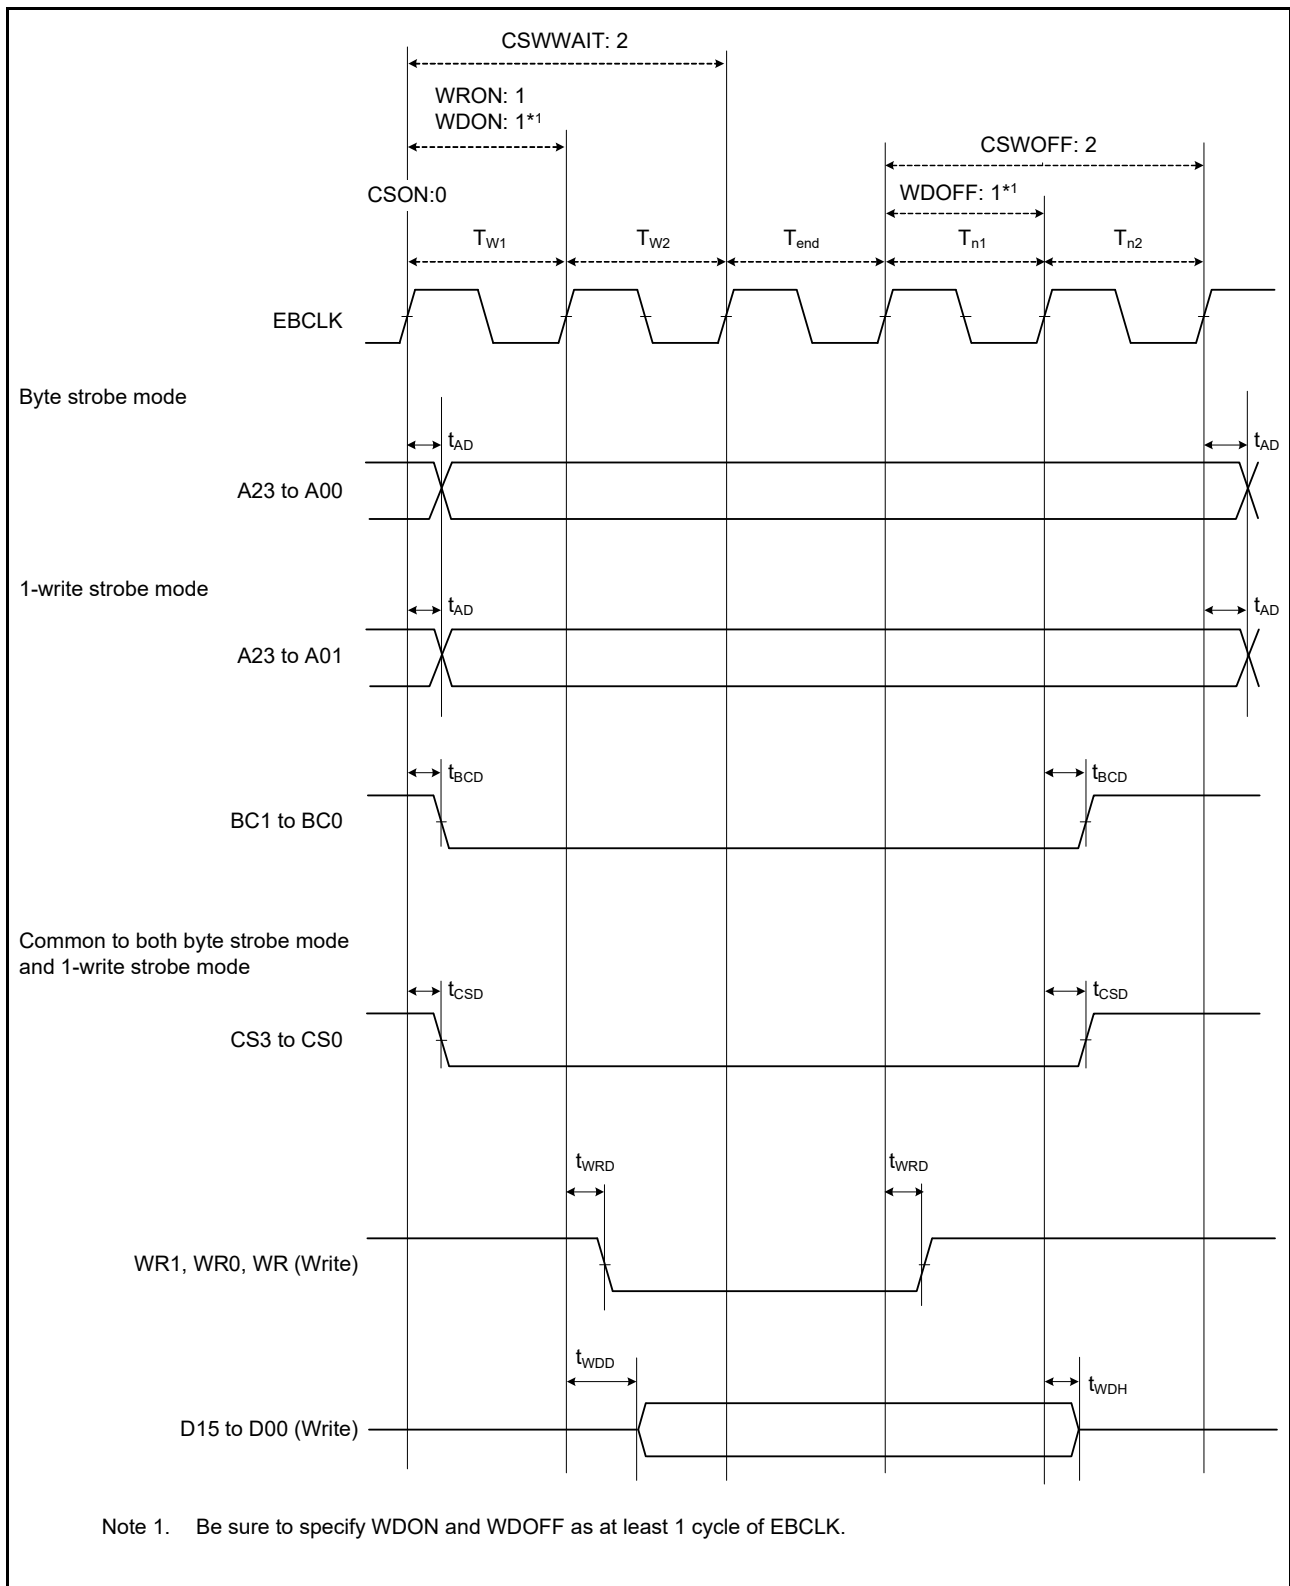 CSWWAIT: 2
WRON: 1
WDON: 1*1
CSWOFF: 2
CSON:0
WDOFF: 1*1
TW1 TW2 Tend Tn1 Tn2
EBCLK
Byte strobe mode
tAD tAD
A23 to A00
1-write strobe mode
tAD tAD
A23 to A01
tBCD tBCD
BC1 to BC0
Common to both byte strobe mode
and 1-write strobe mode
tCSD tCSD
CS3 to CS0
tWRD tWRD
WR1, WR0, WR (Write)
tWDD tWDH
D15 to D00 (Write)
Note 1. Be sure to specify WDON and WDOFF as at least 1 cycle of EBCLK.